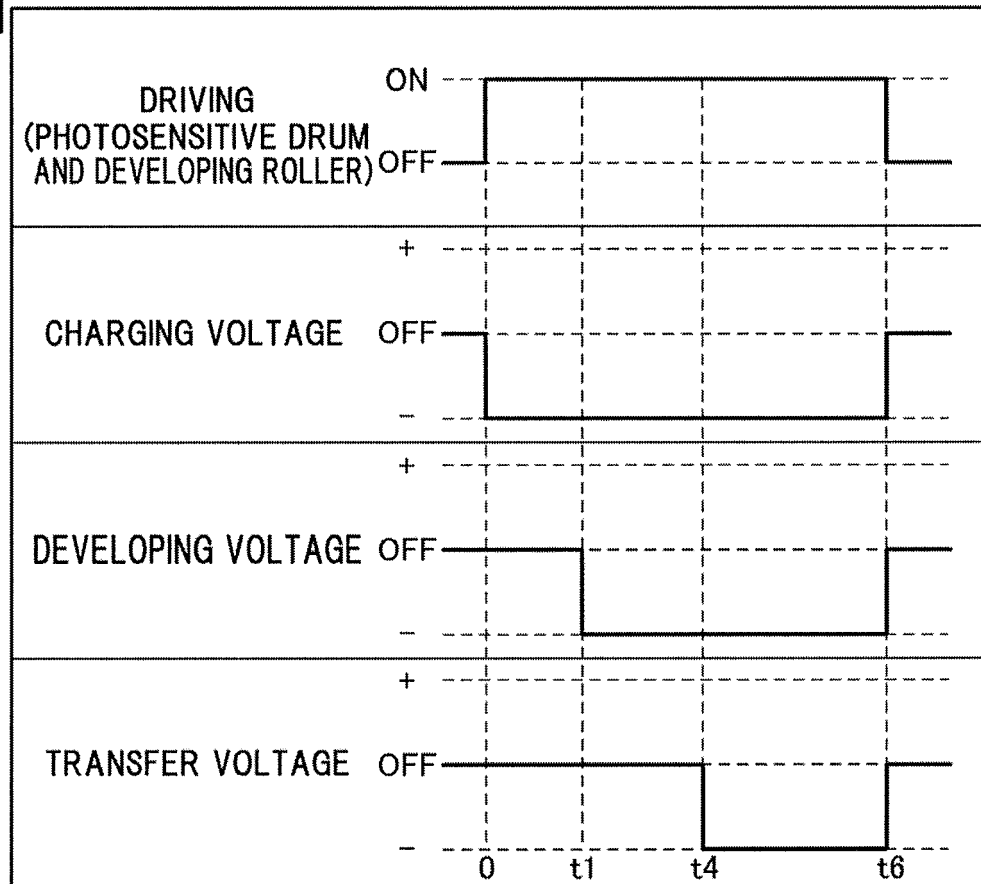 ON
DRIVING
(PHOTOSENSITIVE DRUM
AND DEVELOPING ROLLER)
OFF
+
CHARGING VOLTAGE OFF
−
+
DEVELOPING VOLTAGE OFF
−
+
TRANSFER VOLTAGE OFF
−
0 t1 t4 t6